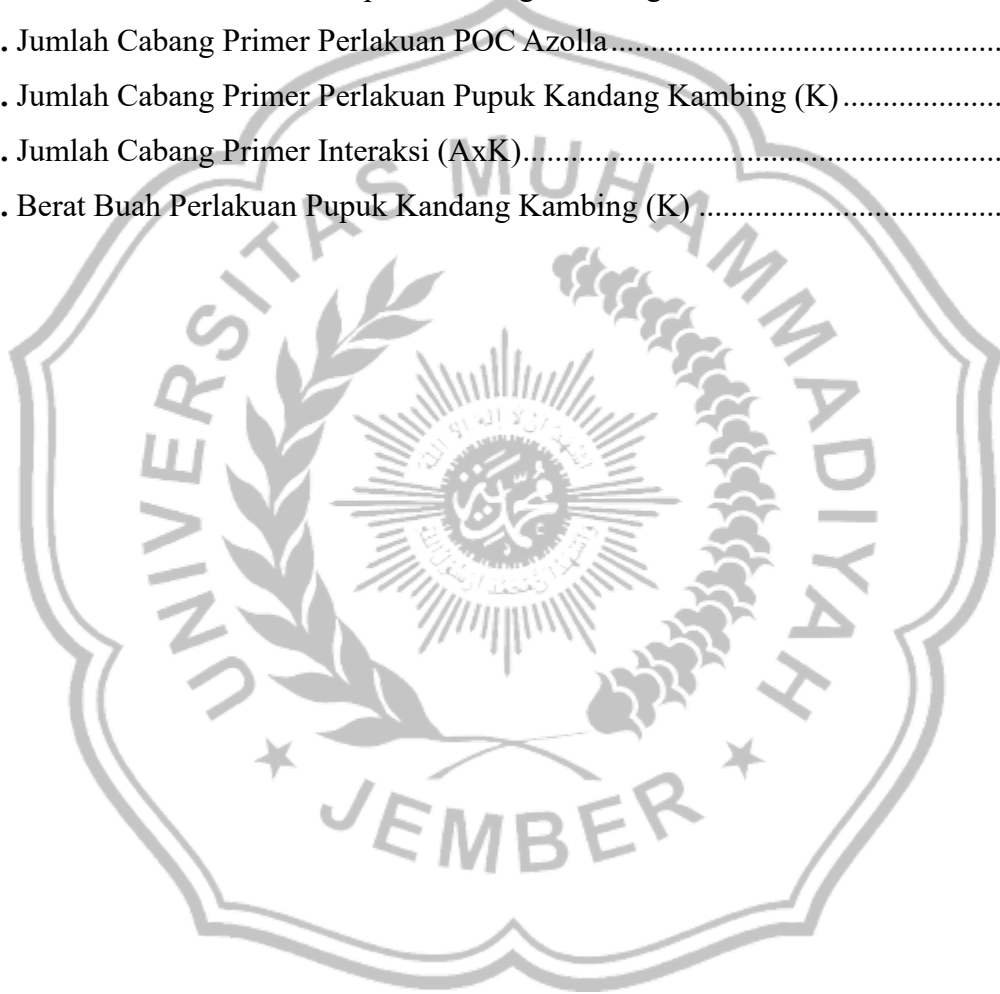 . Jumlah Cabang Primer Perlakuan POC Azolla....................................................
. Jumlah Cabang Primer Perlakuan Pupuk Kandang Kambing (K)....................
. Jumlah Cabang Primer Interaksi (AxK)...............................................................
. Berat Buah Perlakuan Pupuk Kandang Kambing (K) ......................................
UNIVERSITAS MUHAMMADIYAH
JEMBER